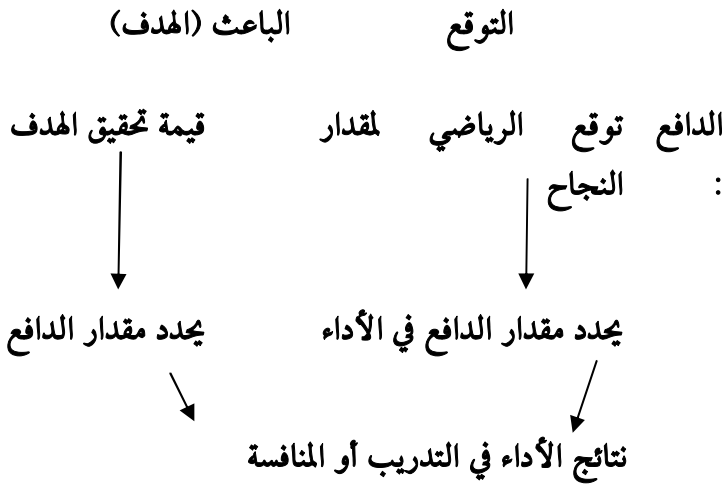 التوقع الباعث (الهدف)
الدافع توقع الرياضي لمقدار قيمة تحقيق الهدف
: النجاح
يحدد مقدار الدافع في الأداء يحدد مقدار الدافع
نتائج الأداء في التدريب أو المنافسة